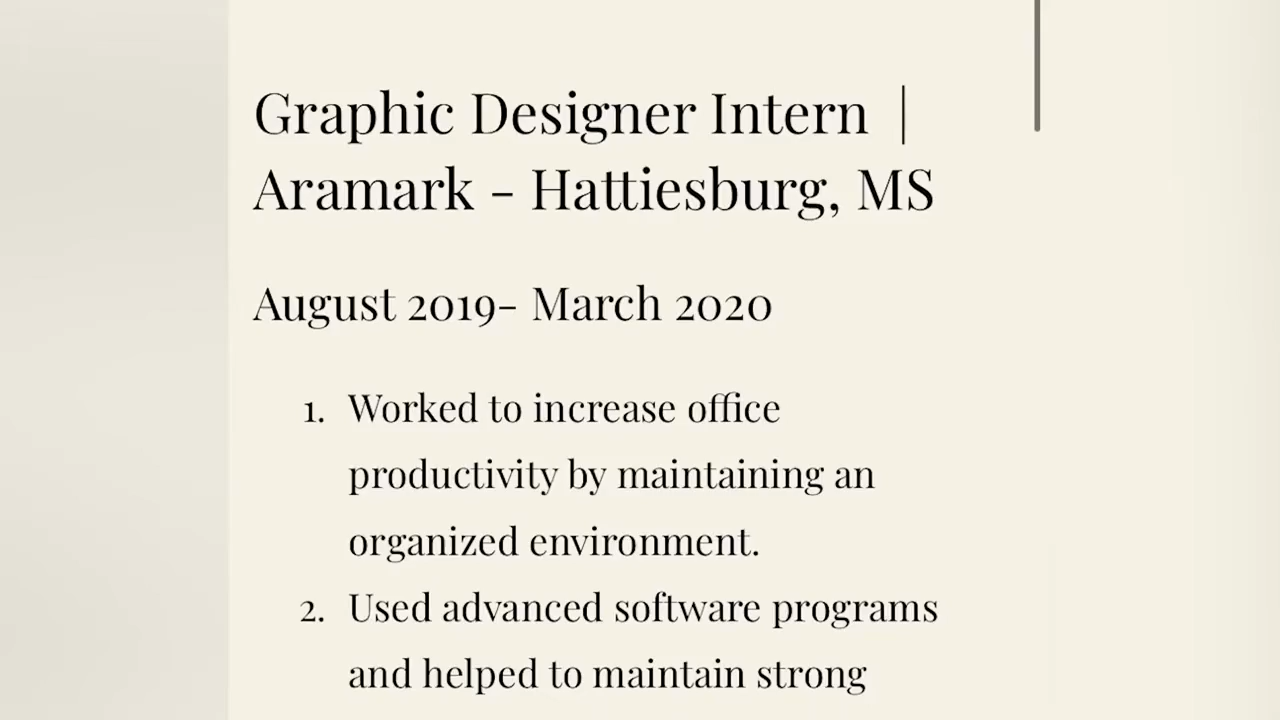 Graphic Designer Intern |
Aramark - Hattiesburg, MS
August 2019- March 2020
1. Worked to increase office
productivity by maintaining an
organized environment.
2. Used advanced software programs
and helped to maintain strong